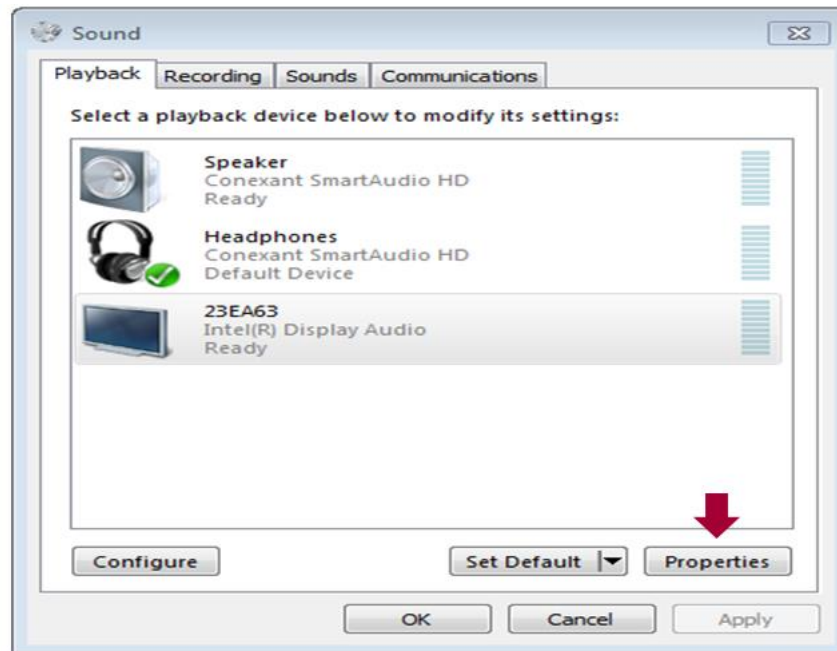 Sound
Playback Recording Sounds Communications
Select a playback device below to modify its settings:
Speaker
Conexant SmartAudio HD
Ready
Headphones
Conexant SmartAudio HD
Default Device
23EA63
Intel(R) Display Audio
Ready
Configure Set Default Properties
OK Cancel Apply